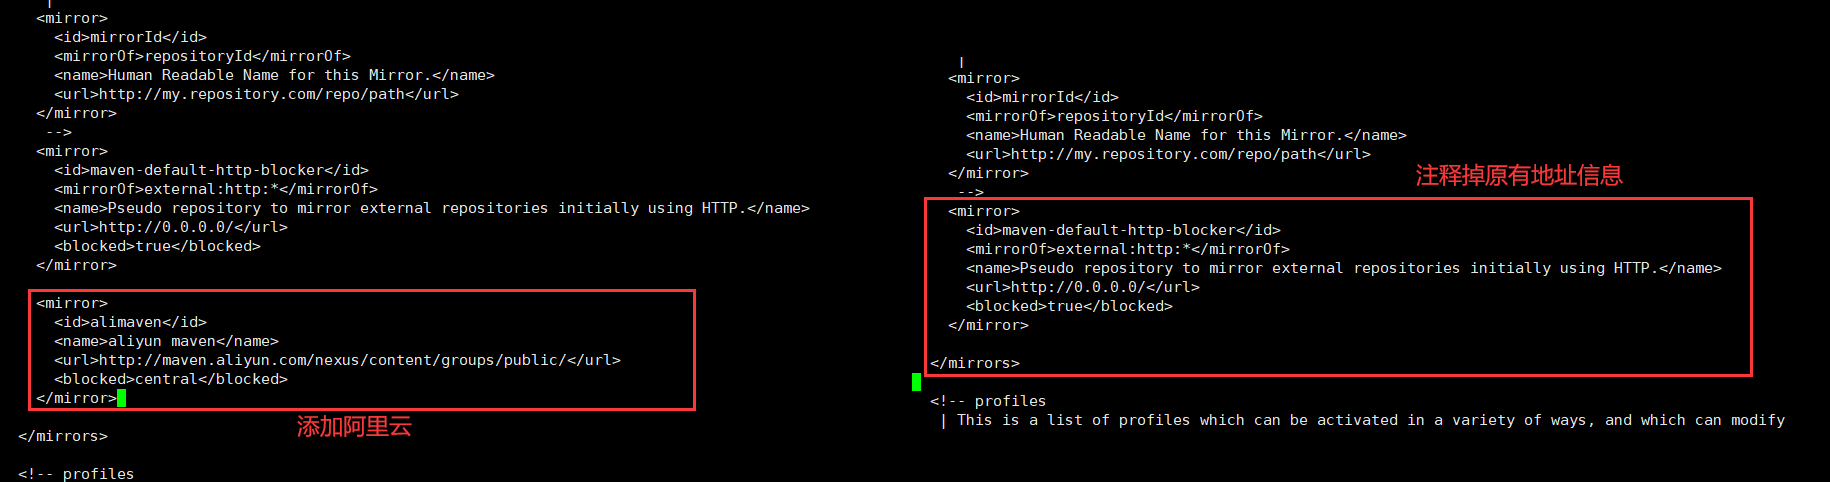 |
<mirror>
<id>mirrorId</id>
<mirrorOf>repositoryId</mirrorOf>
<name>Human Readable Name for this Mirror.</name>
<url>http://my.repository.com/repo/path</url>
</mirror>
-->
<mirror>
<id>maven-default-http-blocker</id>
<mirrorOf>external:http:*</mirrorOf>
<name>Pseudo repository to mirror external repositories initially using HTTP.</name>
<url>http://0.0.0.0/</url>
<blocked>true</blocked>
</mirror>
<mirror>
<id>alimaven</id>
<name>aliyun maven</name>
<url>http://maven.aliyun.com/nexus/content/groups/public/</url>
<blocked>central</blocked>
</mirror>
添加阿里云
</mirrors>
<!-- profiles
|
<mirror>
<id>mirrorId</id>
<mirrorOf>repositoryId</mirrorOf>
<name>Human Readable Name for this Mirror.</name>
<url>http://my.repository.com/repo/path</url>
</mirror>
注释掉原有地址信息
-->
<mirror>
<id>maven-default-http-blocker</id>
<mirrorOf>external:http:*</mirrorOf>
<name>Pseudo repository to mirror external repositories initially using HTTP.</name>
<url>http://0.0.0.0/</url>
<blocked>true</blocked>
</mirror>
</mirrors>
<!-- profiles
| This is a list of profiles which can be activated in a variety of ways, and which can modify